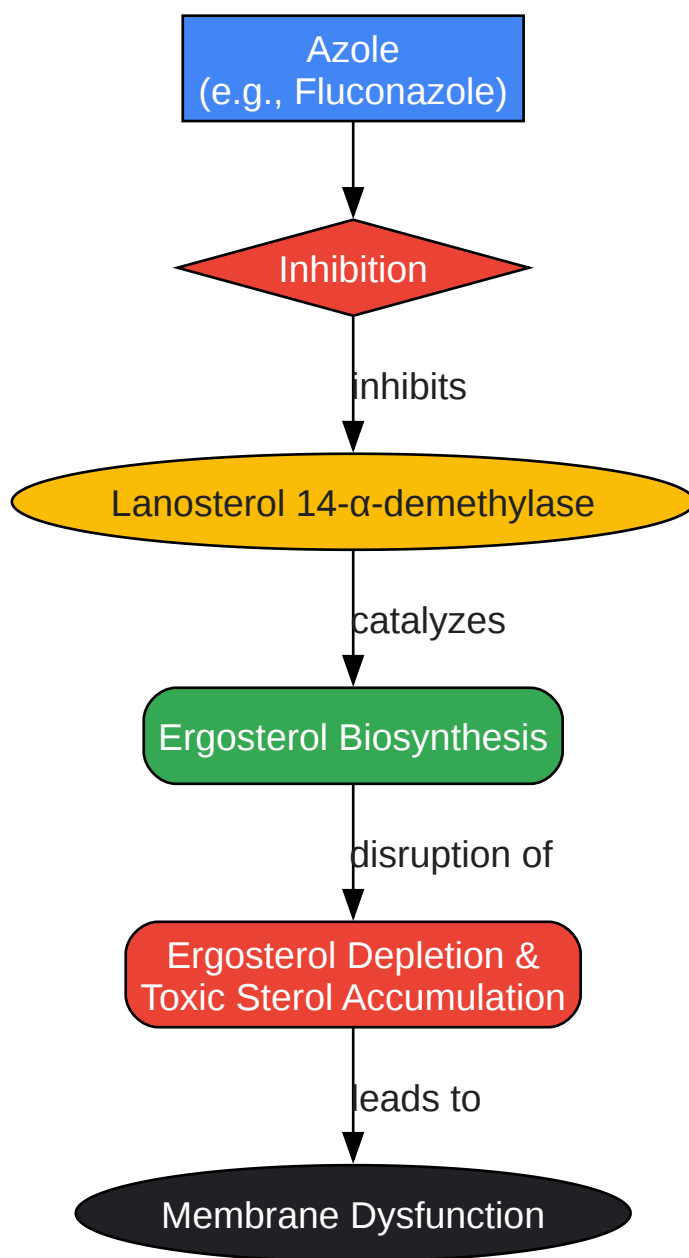 Azole
(e.g., Fluconazole)
Inhibition
inhibits
Lanosterol 14-α-demethylase
catalyzes
Ergosterol Biosynthesis
disruption of
Ergosterol Depletion &
Toxic Sterol Accumulation
leads to
Membrane Dysfunction